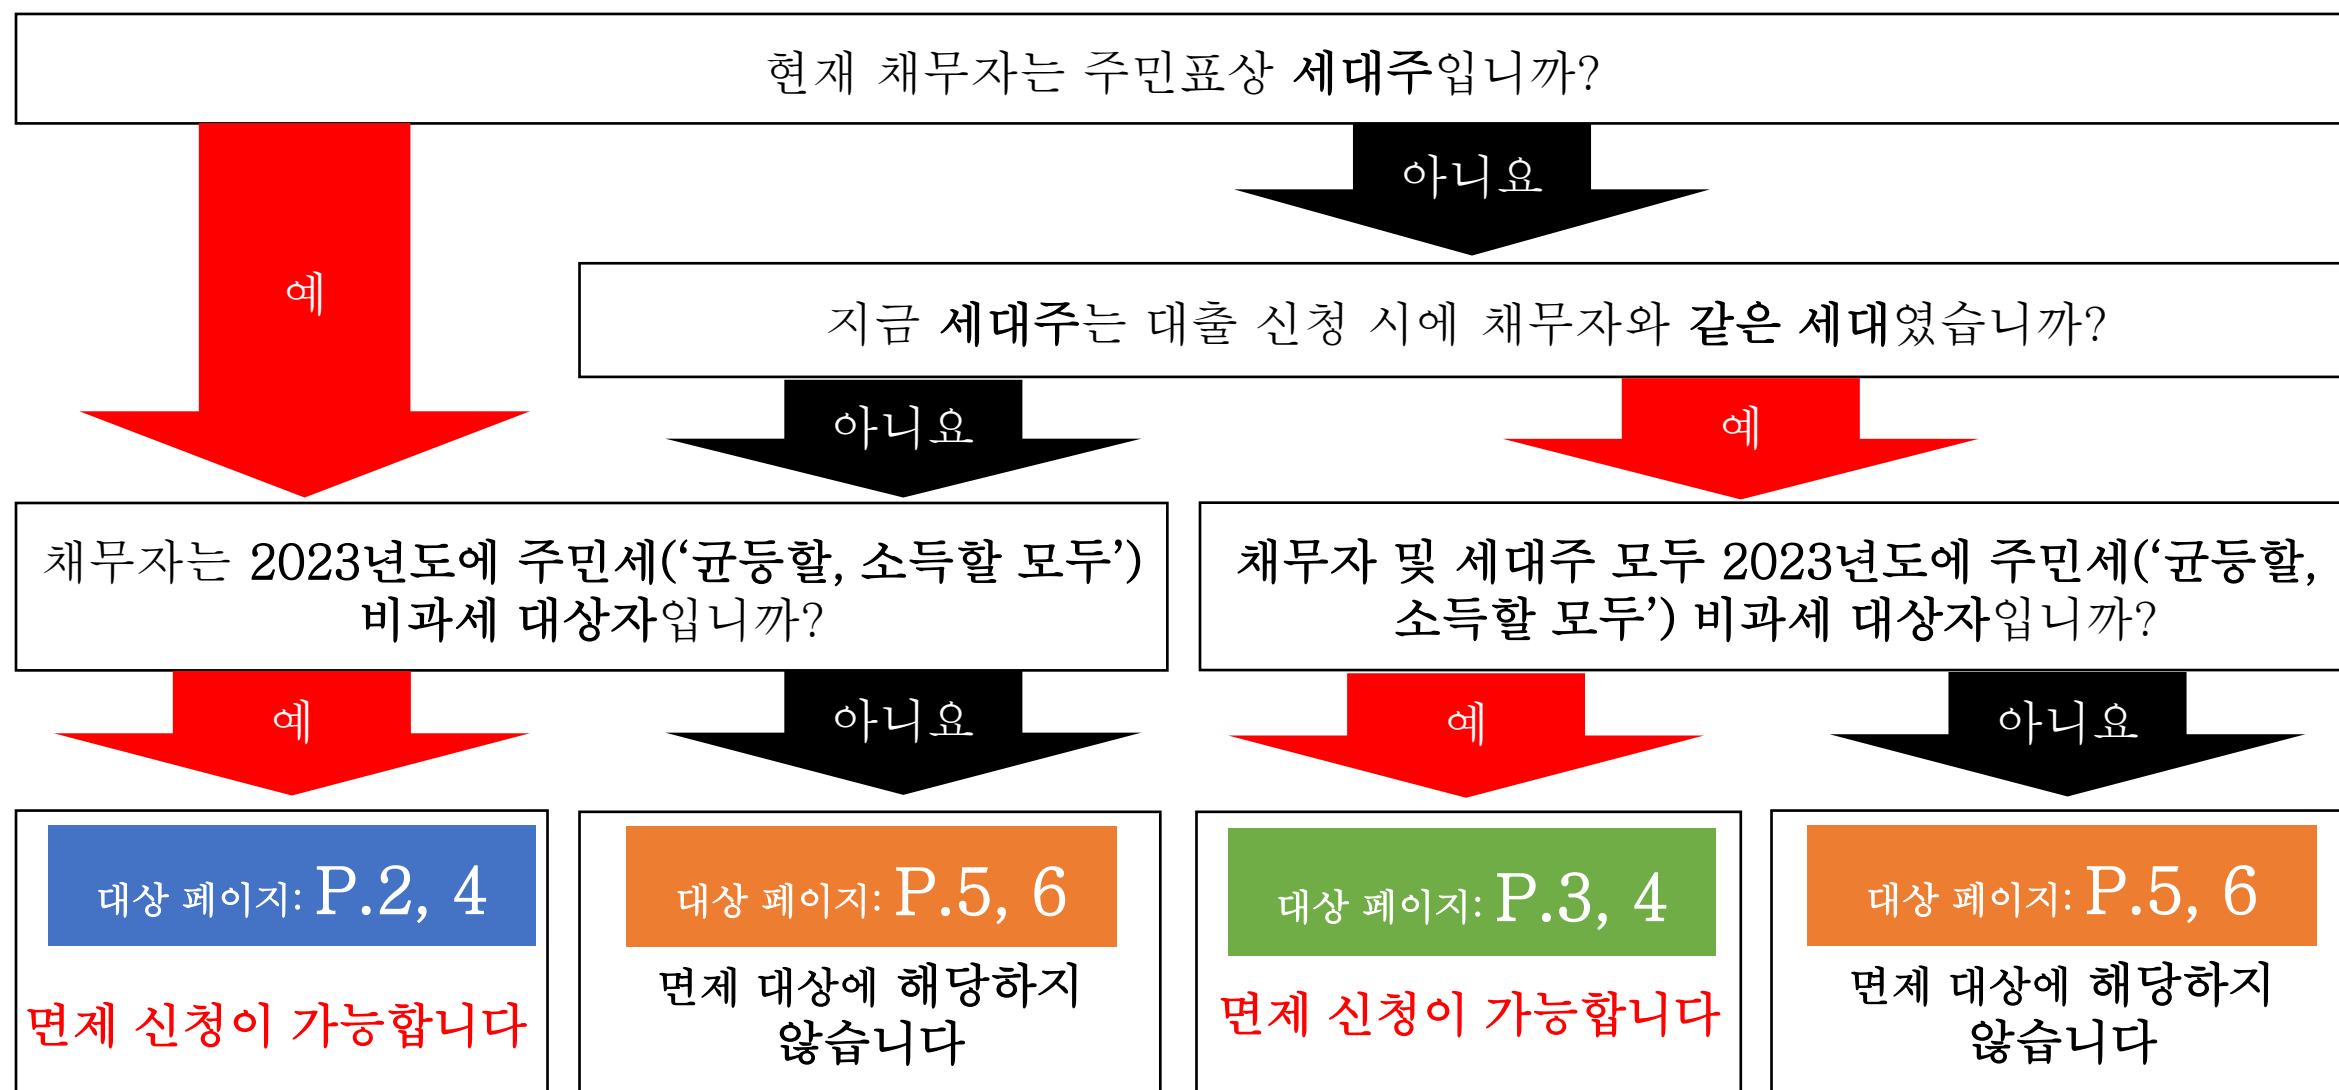 현재 채무자는 주민표상 세대주입니까?
아니요
예
지금 세대주는 대출 신청 시에 채무자와 같은 세대였습니까?
아니요
예
채무자는 2023년도에 주민세(‘균등할, 소득할 모두’)
비과세 대상자입니까?
채무자 및 세대주 모두 2023년도에 주민세(‘균등할,
소득할 모두’) 비과세 대상자입니까?
예
아니요
예
아니요
대상 페이지: P.2, 4
면제 신청이 가능합니다
대상 페이지: P.5, 6
면제 대상에 해당하지
않습니다
대상 페이지: P.3, 4
면제 신청이 가능합니다
대상 페이지: P.5, 6
면제 대상에 해당하지
않습니다